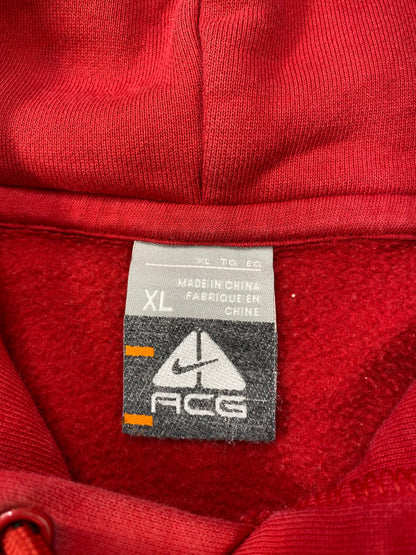 XL TG EG
MADE IN CHINA
XL
FABRIQUE EN
CHINE
ACG